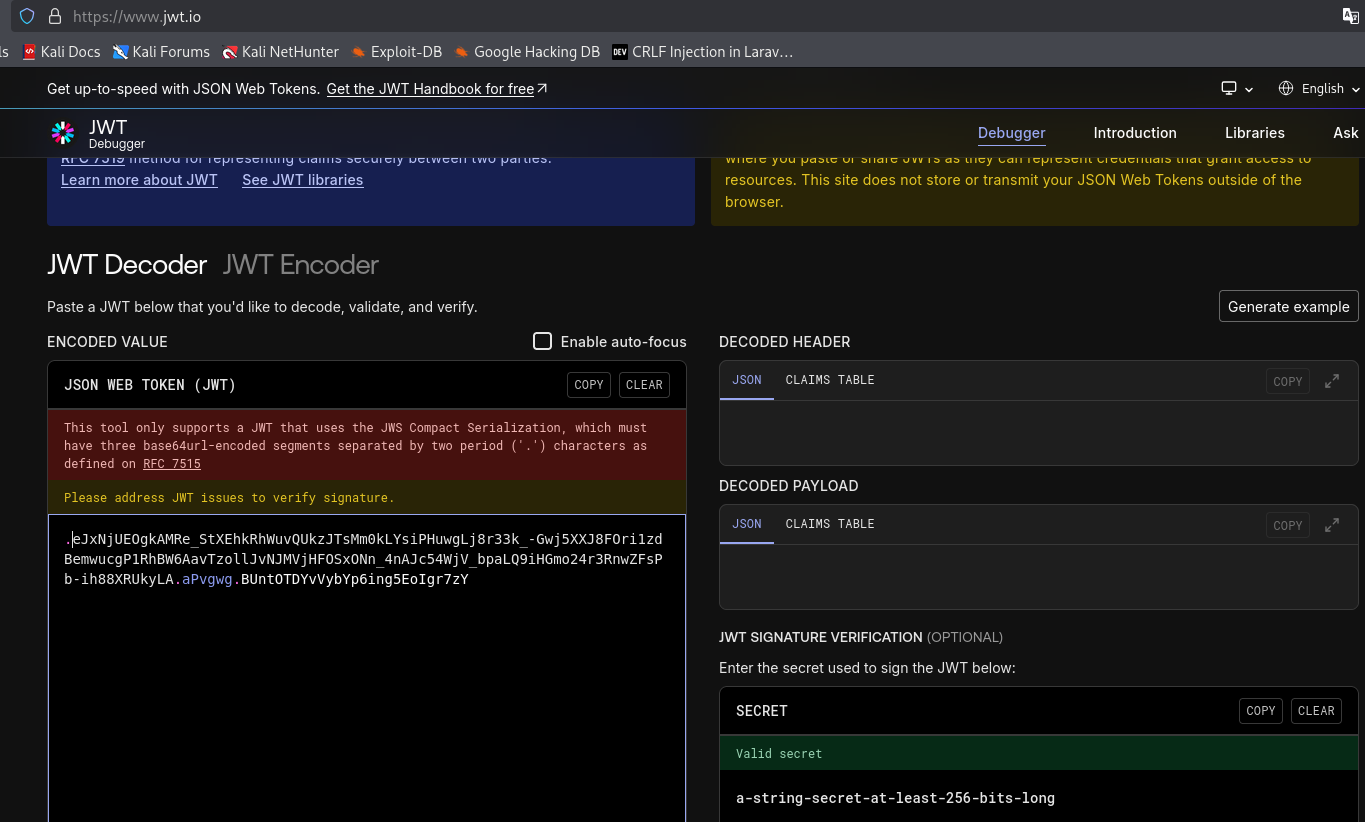 https://www.jwt.io
ls Kali Docs Kali Forums Kali NetHunter Exploit-DB Google Hacking DB DEV CRLF Injection in Larav…
Get up-to-speed with JSON Web Tokens. Get the JWT Handbook for free English
JWT
Debugger
Debugger Introduction Libraries Ask
RFC 7519 method for representing claims securely between two parties.
Learn more about JWT See JWT libraries
where you paste or share JWTs as they can represent credentials that grant access to
resources. This site does not store or transmit your JSON Web Tokens outside of the
browser.
JWT Decoder JWT Encoder
Paste a JWT below that you'd like to decode, validate, and verify.
Generate example
ENCODED VALUE
Enable auto-focus
JSON WEB TOKEN (JWT)
COPY CLEAR
This tool only supports a JWT that uses the JWS Compact Serialization, which must
have three base64url-encoded segments separated by two period ('.') characters as
defined on RFC 7515
Please address JWT issues to verify signature.
.eJxNjUEOgkAMRe_StXEhkRhWuvQUkzJTsMm0kLYsiPHuwgLj8r33k_-Gwj5XXJ8FOri1zd
BemwucgP1RhBW6AavTzollJvNJMVjHFOSxONn_4nAJc54WjV_bpaLQ9iHGmo24r3RnwZFsP
b-ih88XRUkyLA.aPvgwg.BUntOTDYvVybYp6ing5EoIgr7zY
DECODED HEADER
JSON CLAIMS TABLE COPY
DECODED PAYLOAD
JSON CLAIMS TABLE COPY
JWT SIGNATURE VERIFICATION (OPTIONAL)
Enter the secret used to sign the JWT below:
SECRET
COPY CLEAR
Valid secret
a-string-secret-at-least-256-bits-long